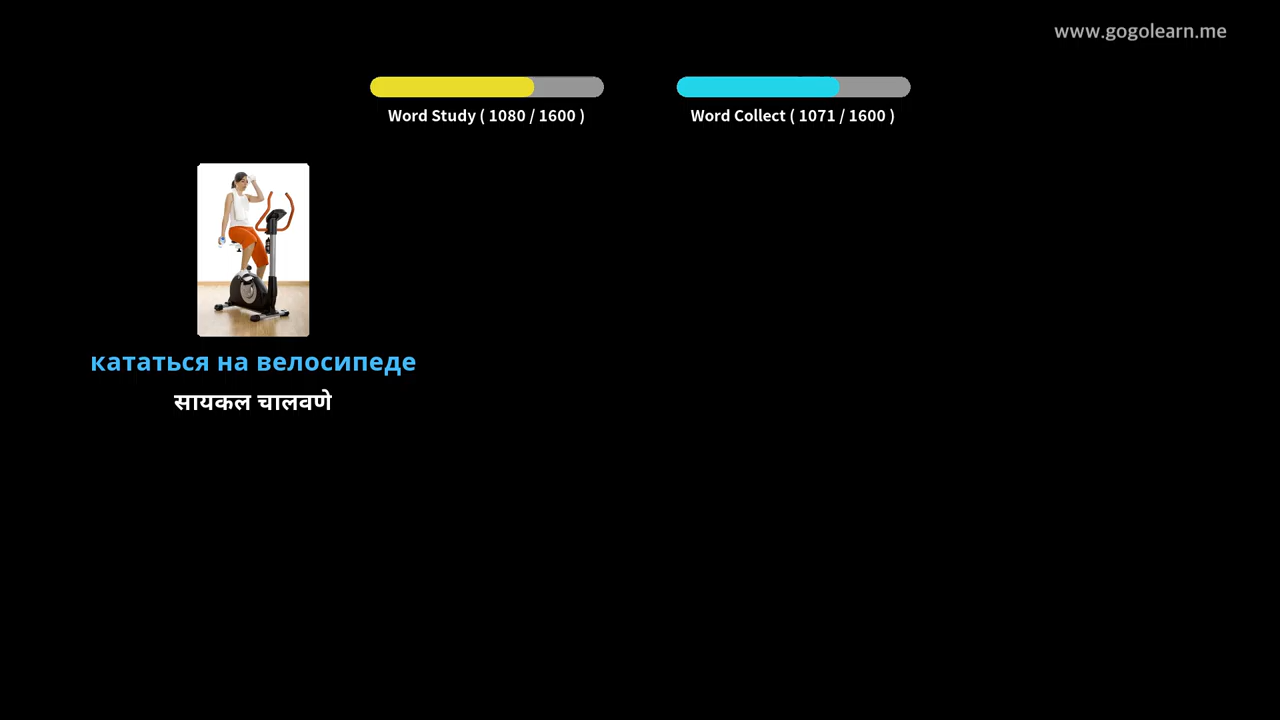 www.gogolearn.me
Word Study ( 1080 / 1600 )
Word Collect ( 1071 / 1600 )
кататься на велосипеде
सायकल चालवणे